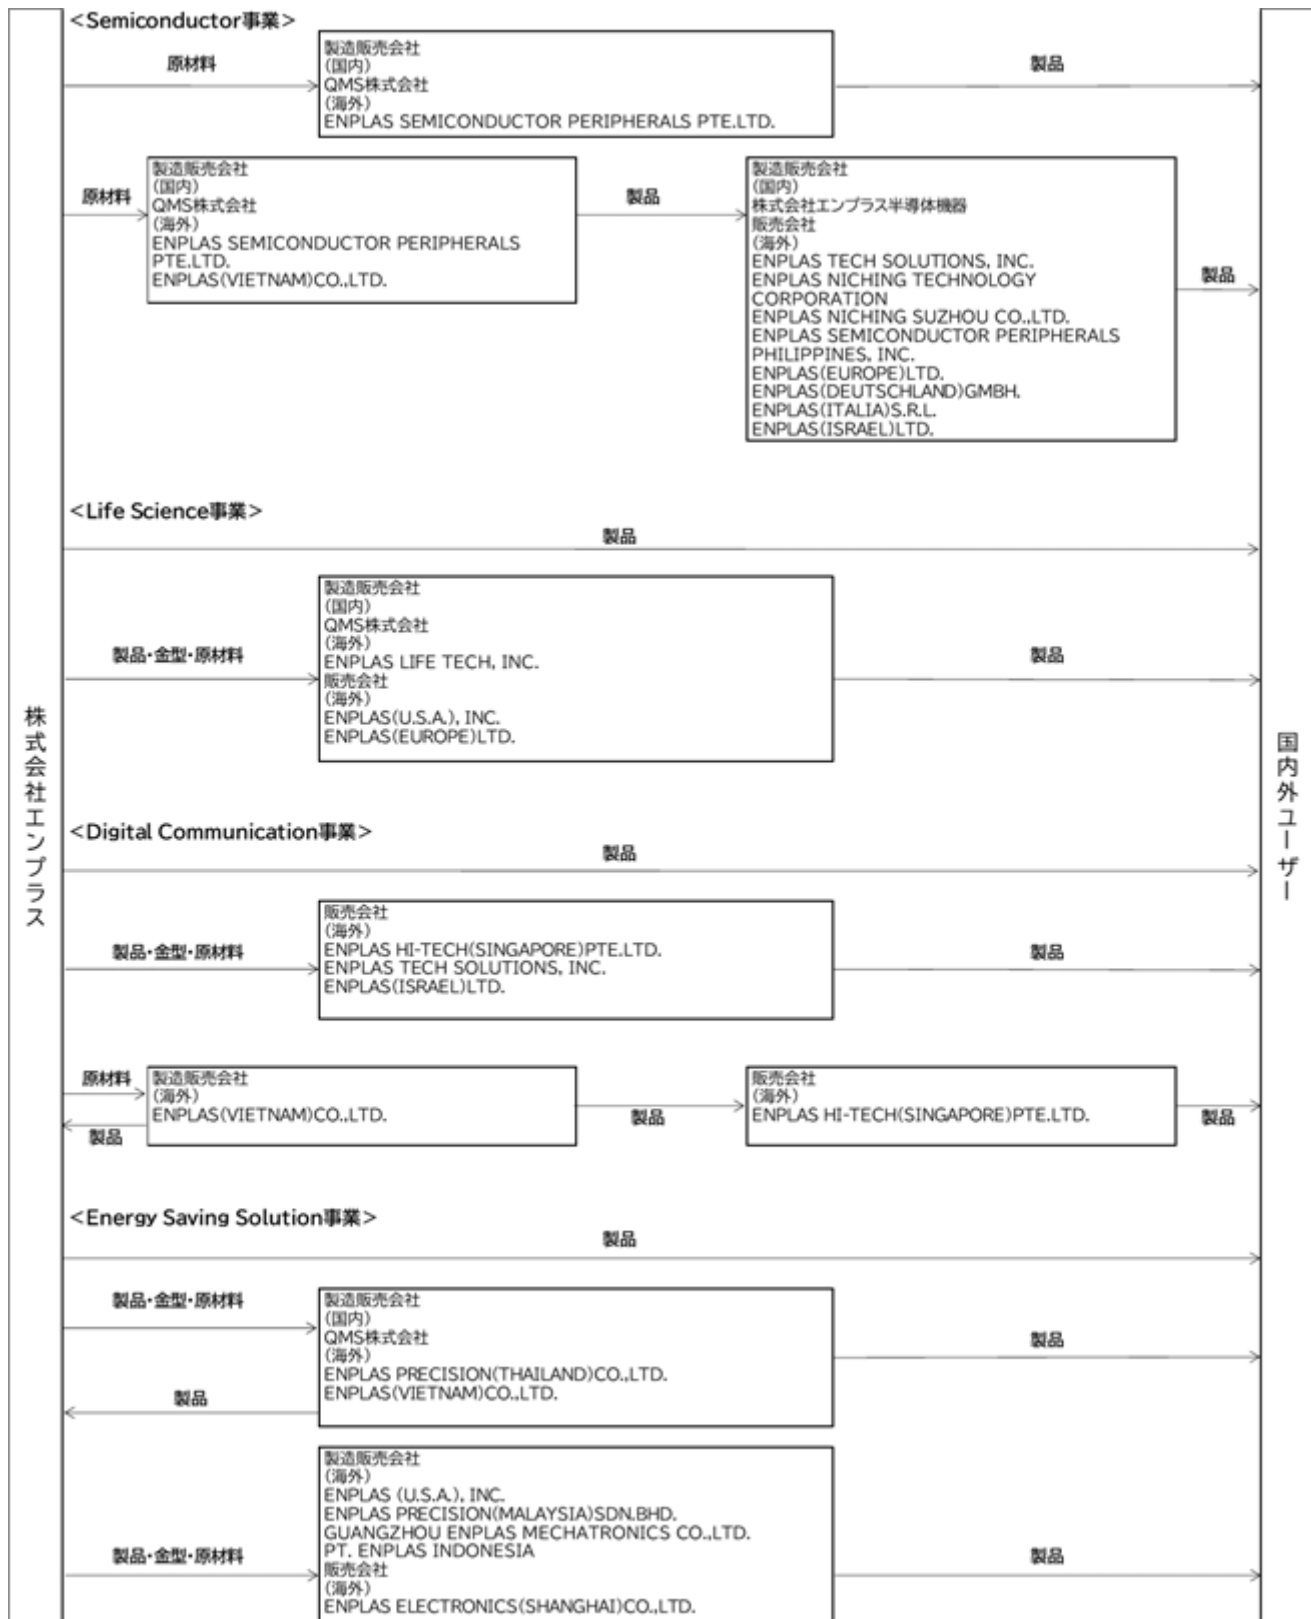 <Semiconductor事業>
原材料
製造販売会社
(国内)
QMS株式会社
(海外)
ENPLAS SEMICONDUCTOR PERIPHERALS PTE.LTD.
製品
原材料
製造販売会社
(国内)
QMS株式会社
(海外)
ENPLAS SEMICONDUCTOR PERIPHERALS
PTE.LTD.
ENPLAS(VIETNAM)CO.,LTD.
製品
製造販売会社
(国内)
株式会社エンプラス半導体機器
販売会社
(海外)
ENPLAS TECH SOLUTIONS, INC.
ENPLAS NICHING TECHNOLOGY
CORPORATION
ENPLAS NICHING SUZHOU CO.,LTD.
ENPLAS SEMICONDUCTOR PERIPHERALS
PHILIPPINES, INC.
ENPLAS(EUROPE)LTD.
ENPLAS(DEUTSCHLAND)GMBH.
ENPLAS(ITALIA)S.R.L.
ENPLAS(ISRAEL)LTD.
製品
<Life Science事業>
製品
製品・金型・原材料
製造販売会社
(国内)
QMS株式会社
(海外)
ENPLAS LIFE TECH, INC.
販売会社
(海外)
ENPLAS(U.S.A.), INC.
ENPLAS(EUROPE)LTD.
製品
株式会社エンプラス
国内外ユーザー
<Digital Communication事業>
製品
製品・金型・原材料
販売会社
(海外)
ENPLAS HI-TECH(SINGAPORE)PTE.LTD.
ENPLAS TECH SOLUTIONS, INC.
ENPLAS(ISRAEL)LTD.
製品
原材料
製品
製造販売会社
(海外)
ENPLAS(VIETNAM)CO.,LTD.
製品
販売会社
(海外)
ENPLAS HI-TECH(SINGAPORE)PTE.LTD.
製品
<Energy Saving Solution事業>
製品
製品・金型・原材料
製品
製造販売会社
(国内)
QMS株式会社
(海外)
ENPLAS PRECISION(THAILAND)CO.,LTD.
ENPLAS(VIETNAM)CO.,LTD.
製品
製品・金型・原材料
製造販売会社
(海外)
ENPLAS (U.S.A.), INC.
ENPLAS PRECISION(MALAYSIA)SDN.BHD.
GUANGZHOU ENPLAS MECHATRONICS CO.,LTD.
PT. ENPLAS INDONESIA
販売会社
(海外)
ENPLAS ELECTRONICS(SHANGHAI)CO.,LTD.
製品